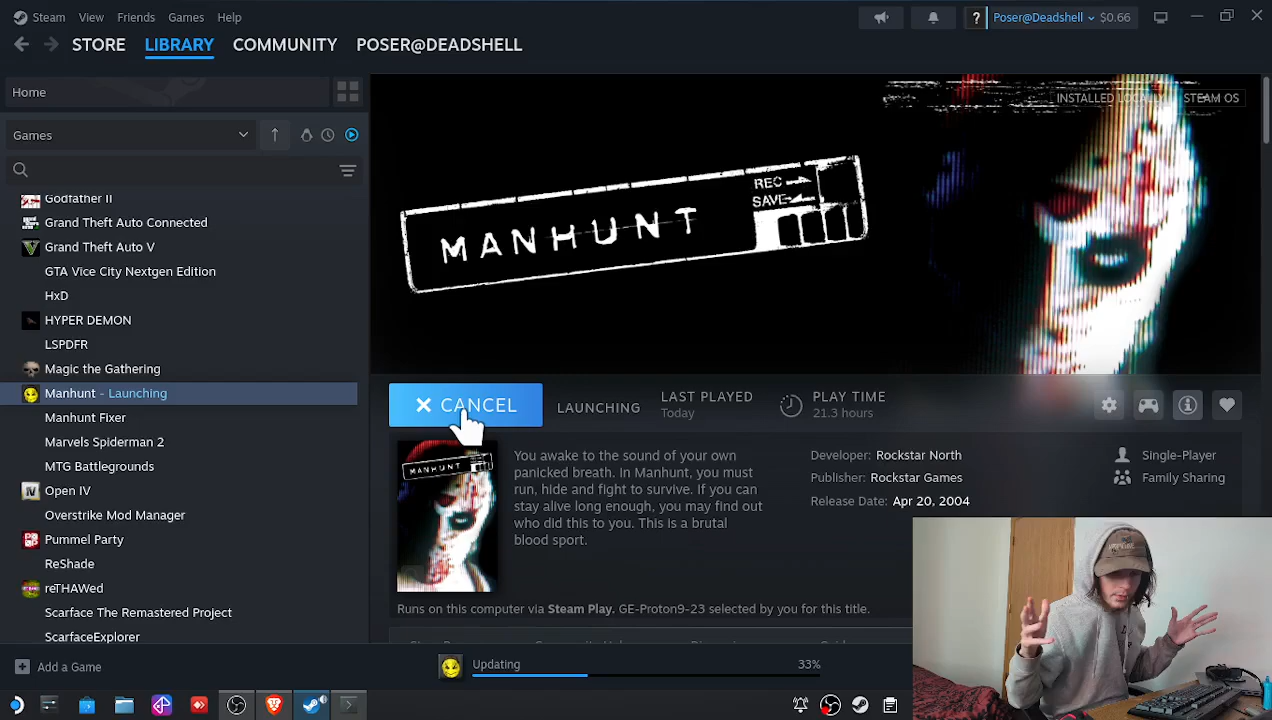 Steam View Friends Games Help
? Poser@Deadshell $0.66
STORE LIBRARY COMMUNITY POSER@DEADSHELL
Home
INSTALLED LOCALLY STEAM OS
Games
Godfather II
Grand Theft Auto Connected
Grand Theft Auto V
GTA Vice City Nextgen Edition
HxD
HYPER DEMON
LSPDFR
Magic the Gathering
Manhunt - Launching
Manhunt Fixer
Marvels Spiderman 2
MTG Battlegrounds
Open IV
Overstrike Mod Manager
Pummel Party
ReShade
reTHAWed
Scarface The Remastered Project
ScarfaceExplorer
Add a Game
REC
SAVE
MANHUNT
CANCEL
LAUNCHING
LAST PLAYED
Today
PLAY TIME
21.3 hours
MANHUNT
You awake to the sound of your own
panicked breath. In Manhunt, you must
run, hide and fight to survive. If you can
stay alive long enough, you may find out
who did this to you. This is a brutal
blood sport.
Developer: Rockstar North
Publisher: Rockstar Games
Release Date: Apr 20, 2004
Single-Player
Family Sharing
Runs on this computer via Steam Play. GE-Proton9-23 selected by you for this title.
Updating 33%